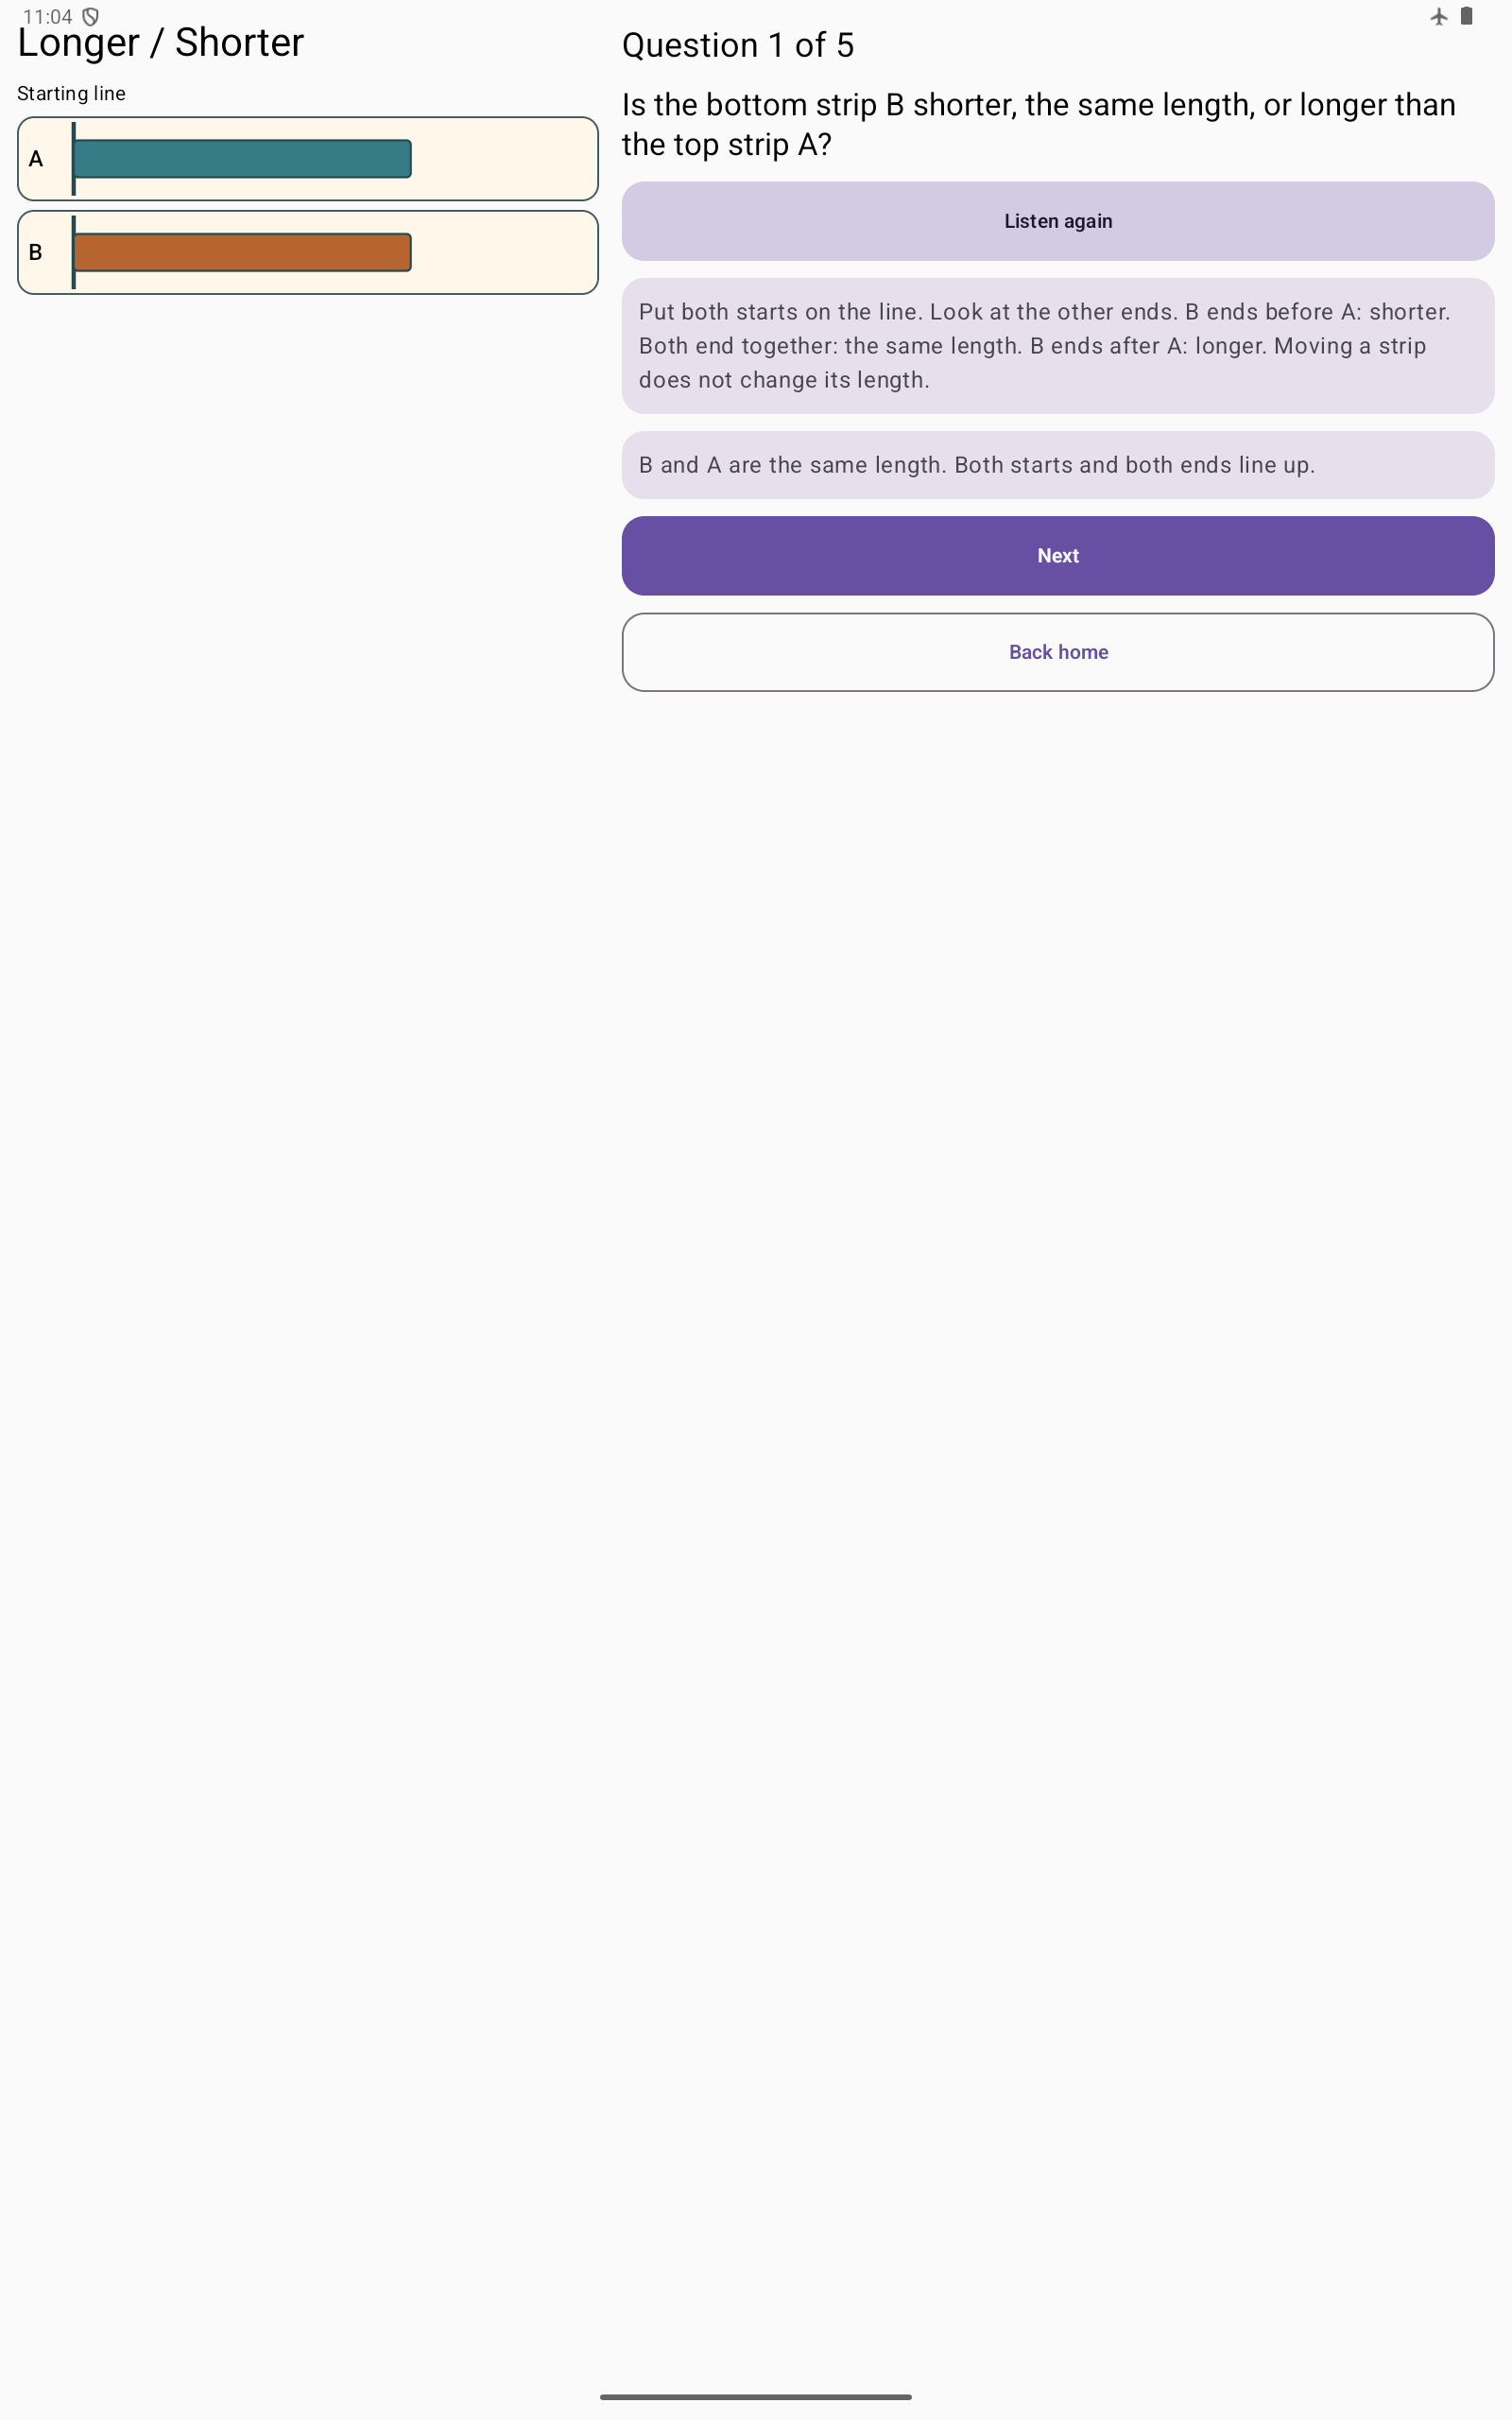 11:04
Longer / Shorter
Starting line
A
B
Question 1 of 5
Is the bottom strip B shorter, the same length, or longer than
the top strip A?
Listen again
Put both starts on the line. Look at the other ends. B ends before A: shorter.
Both end together: the same length. B ends after A: longer. Moving a strip
does not change its length.
B and A are the same length. Both starts and both ends line up.
Next
Back home